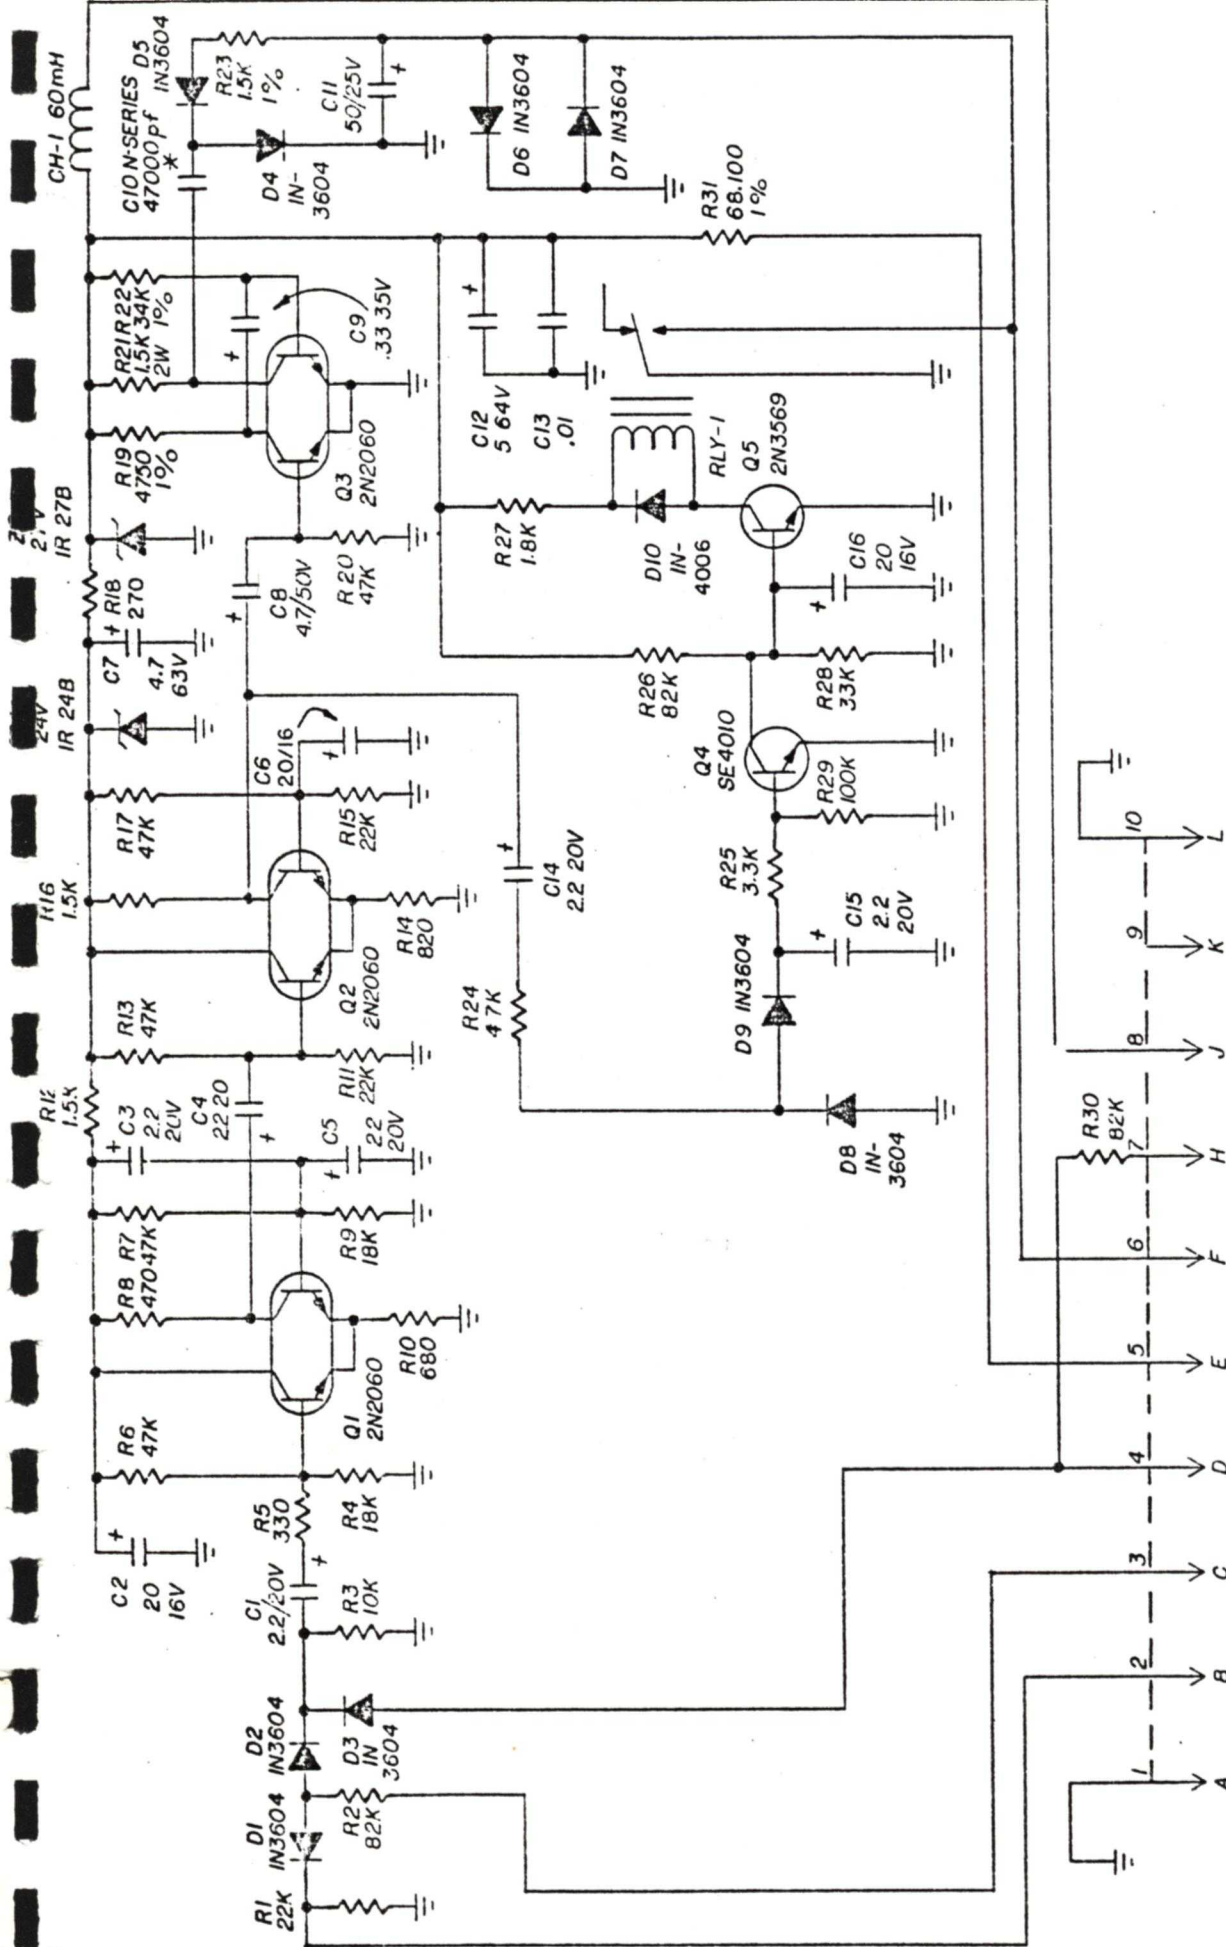 CH-1 60mH
C10 N-SERIES
47000pf
*
D5
IN3604
R23
1.5K
1%
C11
50/25V
D4
IN-
3604
D6 IN3604
D7 IN3604
R31
68.100
1%
R21 R22
1.5K 34K
2W 1%
C9
.33 35V
R19
4750
1%
Q3
2N2060
IR 27B
R18
270
C8
4.7/50V
R20
47K
C7
4.7
63V
24V
IR 24B
C6
20/16
R17
47K
R15
22K
R16
1.5K
R14
820
Q2
2N2060
R13
47K
R11
22K
R12
1.5K
C3
2.2
20V
C4
22 20
C5
22
20V
R8 R7
470 47K
R9
18K
R10
680
Q1
2N2060
R6
47K
R5
330
R4
18K
C2
20
16V
C1
2.2/20V
R3
10K
D2
IN3604
D3
IN
3604
D1
IN3604
R2
82K
R1
22K
C12
5 64V
C13
.01
RLY-1
R27
1.8K
D10
IN-
4006
Q5
2N3569
C16
20
16V
R26
82K
R28
33K
Q4
SE4010
R29
100K
R25
3.3K
C14
2.2 20V
C15
2.2
20V
R24
47K
D9 IN3604
D8
IN-
3604
R30
82K
1 2 3 4 5 6 7 8 9 10
A B C D E F H J K L